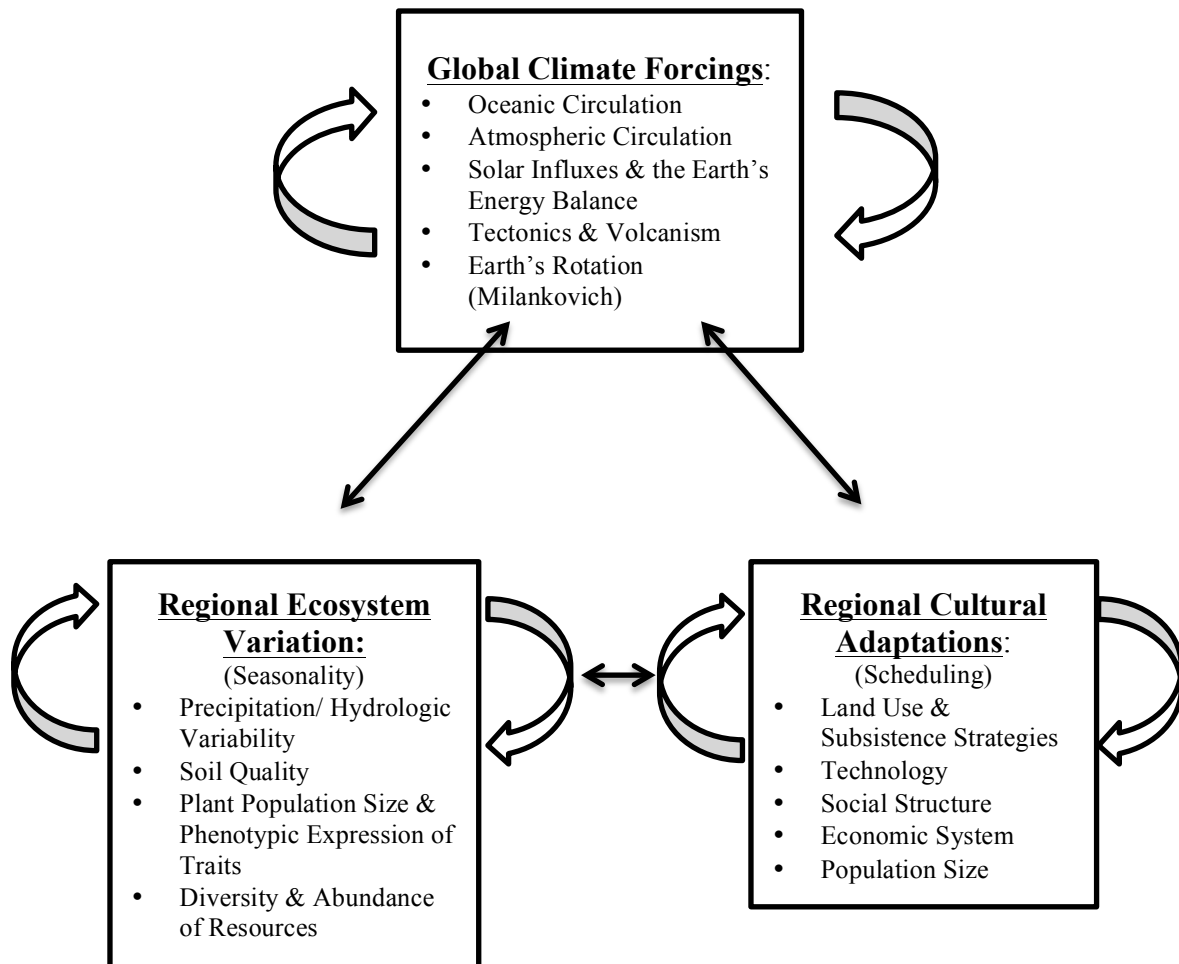 Global Climate Forcings:
• Oceanic Circulation
• Atmospheric Circulation
• Solar Influxes & the Earth’s
Energy Balance
• Tectonics & Volcanism
• Earth’s Rotation
(Milankovich)
Regional Ecosystem
Variation:
(Seasonality)
• Precipitation/ Hydrologic
Variability
• Soil Quality
• Plant Population Size &
Phenotypic Expression of
Traits
• Diversity & Abundance
of Resources
Regional Cultural
Adaptations:
(Scheduling)
• Land Use &
Subsistence Strategies
• Technology
• Social Structure
• Economic System
• Population Size